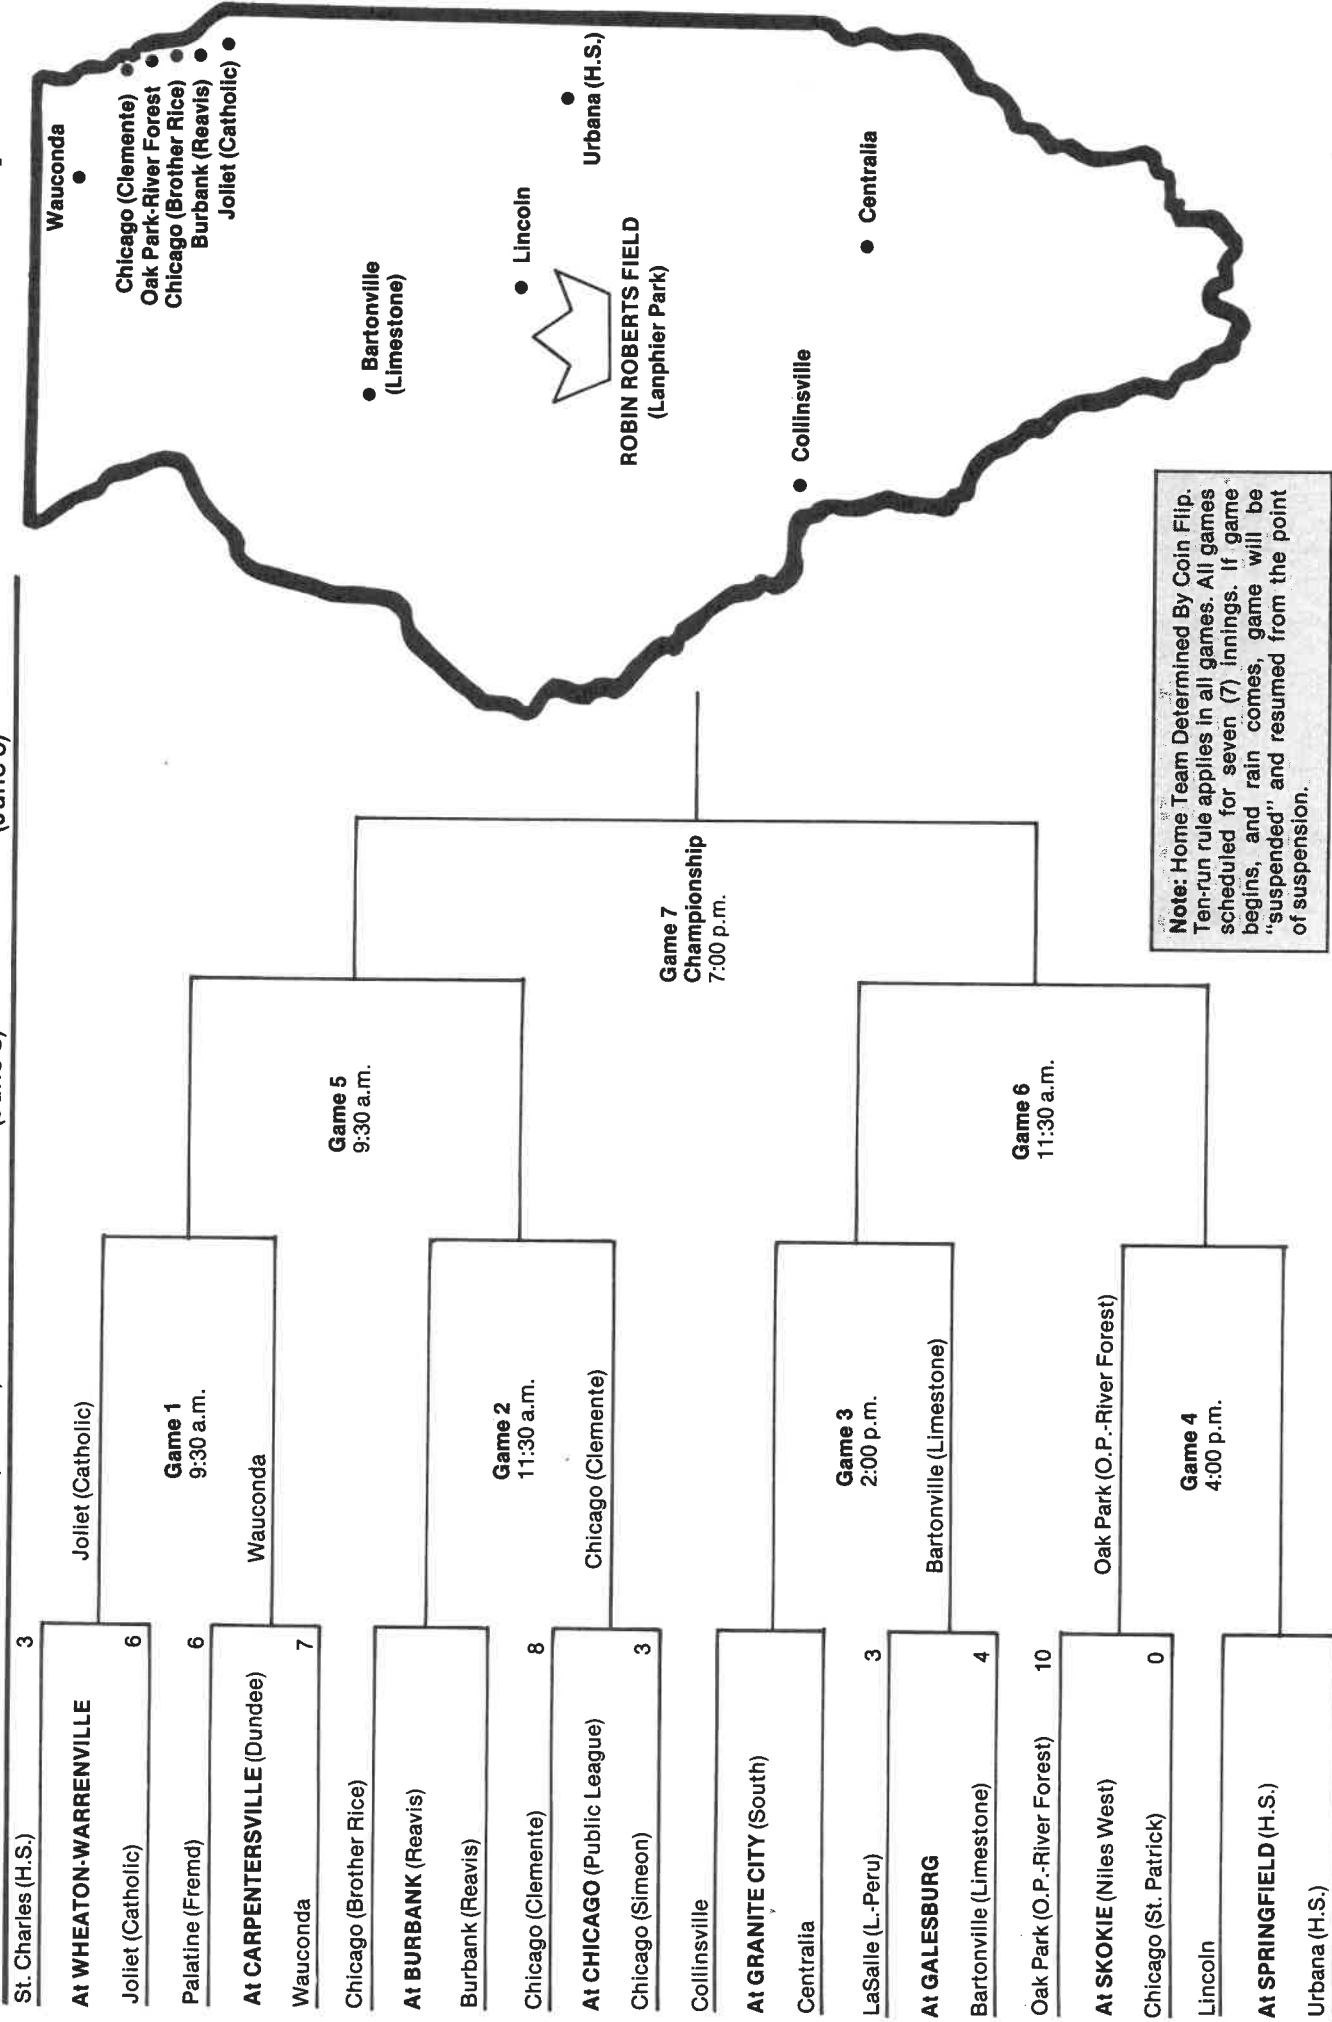 (June 3)
St. Charles (H.S.) 3
At WHEATON-WARRENVILLE
Joliet (Catholic) 6
Palatine (Fremd) 6
At CARPENTERSVILLE (Dundee)
Wauconda 7
Chicago (Brother Rice)
At BURBANK (Reavis)
Burbank (Reavis)
Chicago (Clemente) 8
At CHICAGO (Public League)
Chicago (Simeon) 3
Collinsville
At GRANITE CITY (South)
Centralia
LaSalle (L.-Peru) 3
At GALESBURG
Bartonville (Limestone) 4
Oak Park (O.P.-River Forest) 10
At SKOKIE (Niles West)
Chicago (St. Patrick) 0
Lincoln
At SPRINGFIELD (H.S.)
Urbana (H.S.)
Joliet (Catholic)
Game 1
9:30 a.m.
Wauconda
Game 2
11:30 a.m.
Chicago (Clemente)
Game 3
2:00 p.m.
Bartonville (Limestone)
Oak Park (O.P.-River Forest)
Game 4
4:00 p.m.
Game 5
9:30 a.m.
Game 6
11:30 a.m.
Game 7
Championship
7:00 p.m.
Wauconda
Chicago (Clemente)
Oak Park-River Forest
Chicago (Brother Rice)
Burbank (Reavis)
Joliet (Catholic)
Bartonville
(Limestone)
Lincoln
Urbana (H.S.)
ROBIN ROBERTS FIELD
(Lanphier Park)
Collinsville
Centralia
Note: Home Team Determined By Coin Flip.
Ten-run rule applies in all games. All games
scheduled for seven (7) innings. If game
begins, and rain comes, game will be
"suspended" and resumed from the point
of suspension.